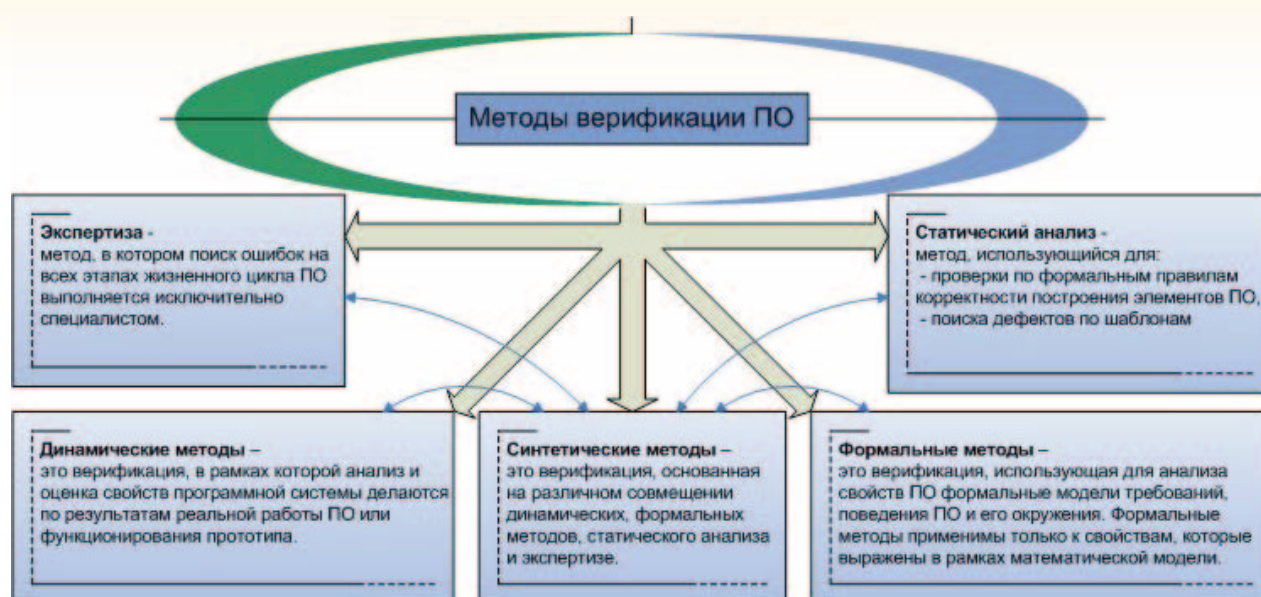 Методы верификации ПО
Экспертиза -
метод, в котором поиск ошибок на
всех этапах жизненного цикла ПО
выполняется исключительно
специалистом.
Статический анализ -
метод, использующийся для:
- проверки по формальным правилам
корректности построения элементов ПО,
- поиска дефектов по шаблонам
Динамические методы –
это верификация, в рамках которой анализ и
оценка свойств программной системы делаются
по результатам реальной работы ПО или
функционирования прототипа.
Синтетические методы –
это верификация, основанная
на различном совмещении
динамических, формальных
методов, статического анализа
и экспертизе.
Формальные методы –
это верификация, использующая для анализа
свойств ПО формальные модели требований,
поведения ПО и его окружения. Формальные
методы применимы только к свойствам, которые
выражены в рамках математической модели.